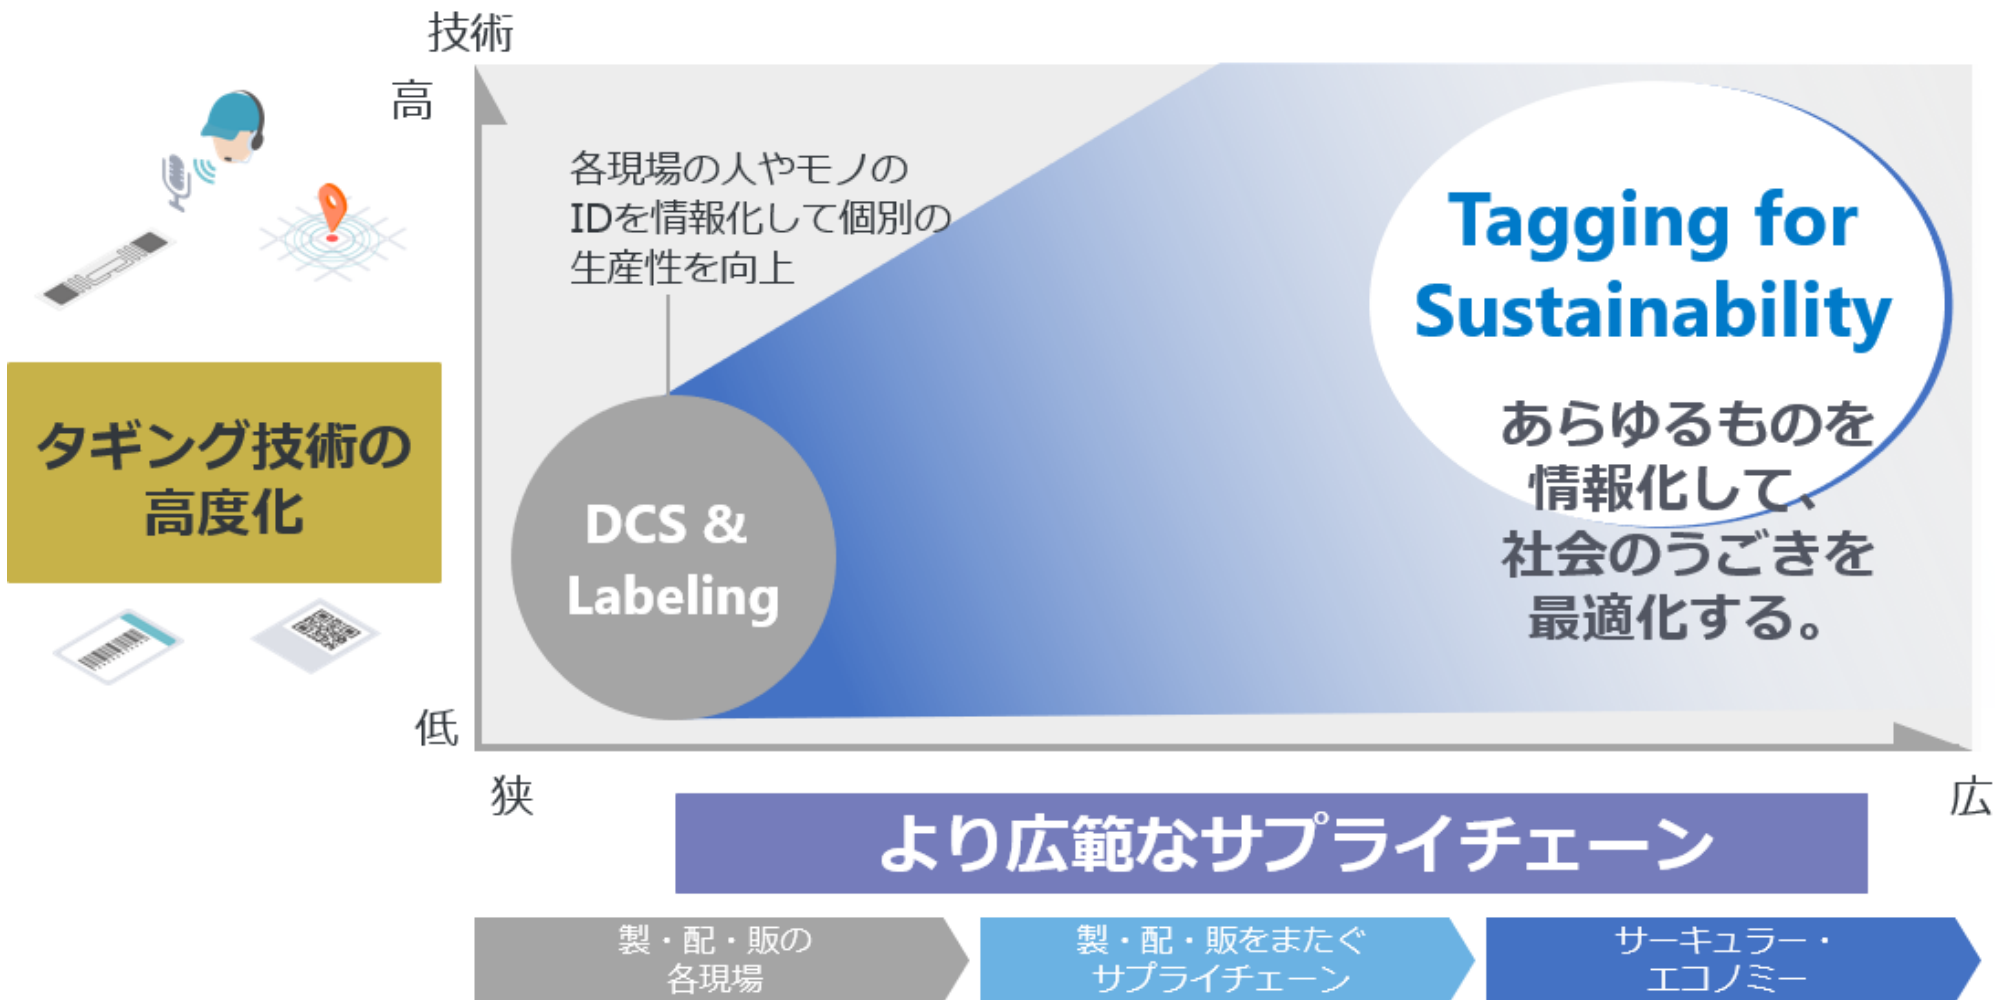 技術
高
各現場の人やモノの
IDを情報化して個別の
生産性を向上
Tagging for
Sustainability
あらゆるものを
情報化して、
社会のうごきを
最適化する。
タギング技術の
高度化
DCS &
Labeling
低
狭
広
より広範なサプライチェーン
製・配・販の
各現場
製・配・販をまたぐ
サプライチェーン
サーキュラー・
エコノミー